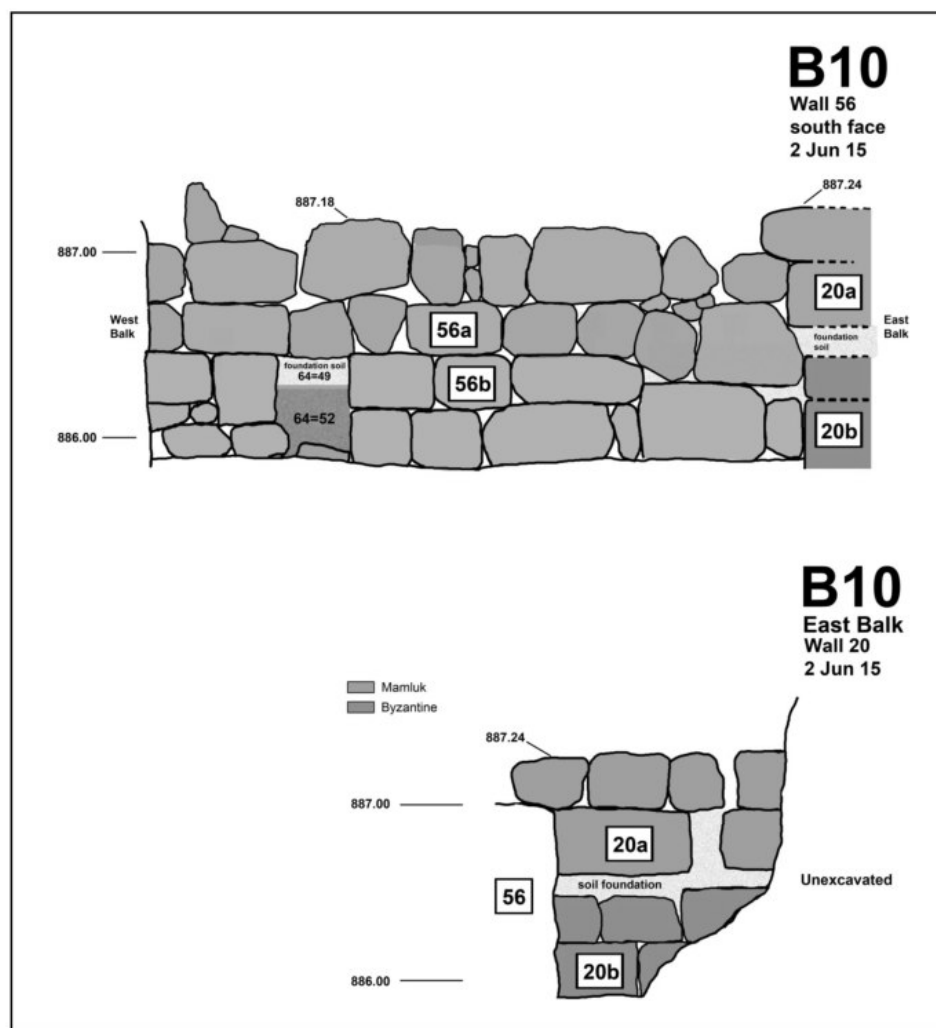 B10
Wall 56
south face
2 Jun 15
887.24
887.18
887.00
West
Balk
20a
56a
East
Balk
foundation
soil
foundation soil
64=49
56b
64=52
886.00
20b
B10
East Balk
Wall 20
2 Jun 15
Mamluk
Byzantine
887.24
887.00
20a
soil foundation
Unexcavated
56
20b
886.00